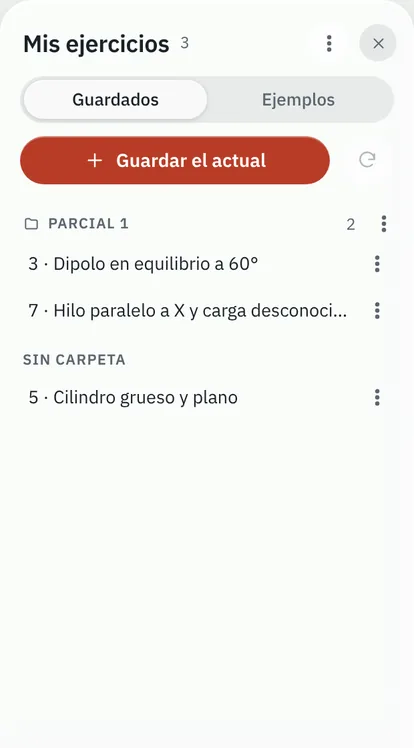 Mis ejercicios 3
Guardados Ejemplos
+ Guardar el actual
PARCIAL 1 2
3 · Dipolo en equilibrio a 60°
7 · Hilo paralelo a X y carga desconoci...
SIN CARPETA
5 · Cilindro grueso y plano